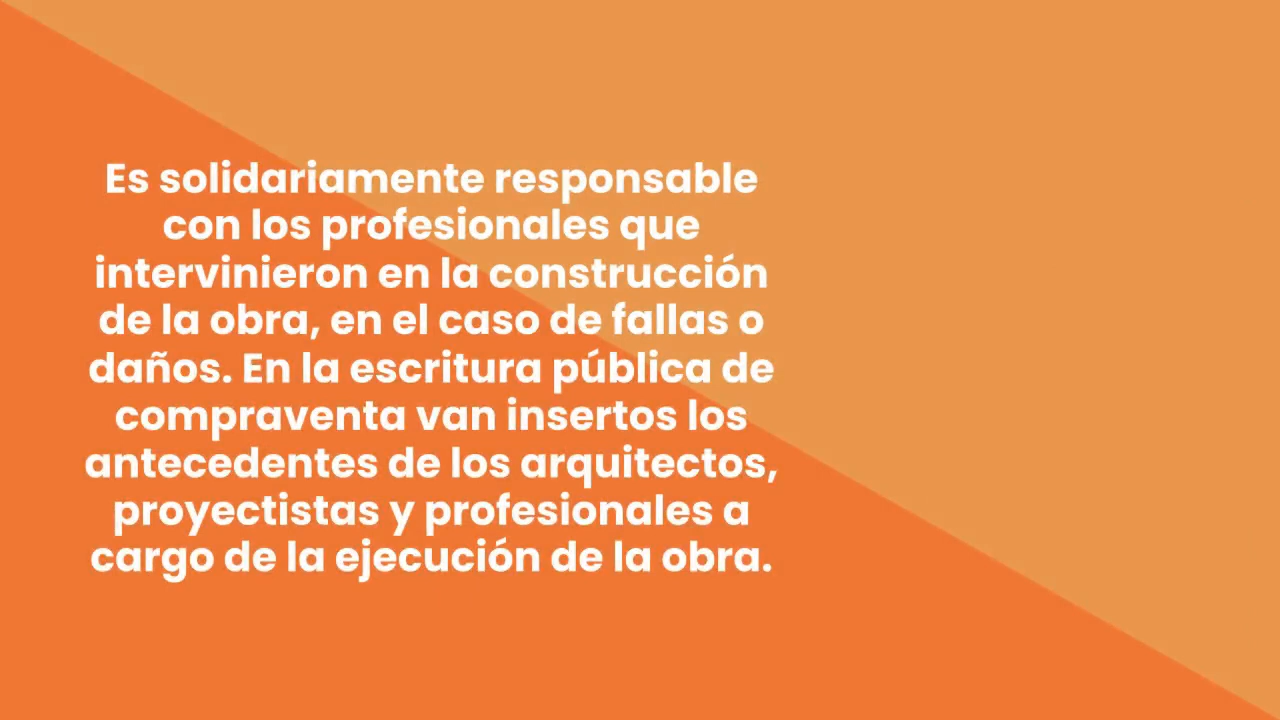 Es solidariamente responsable
con los profesionales que
intervinieron en la construcción
de la obra, en el caso de fallas o
daños. En la escritura pública de
compraventa van insertos los
antecedentes de los arquitectos,
proyectistas y profesionales a
cargo de la ejecución de la obra.